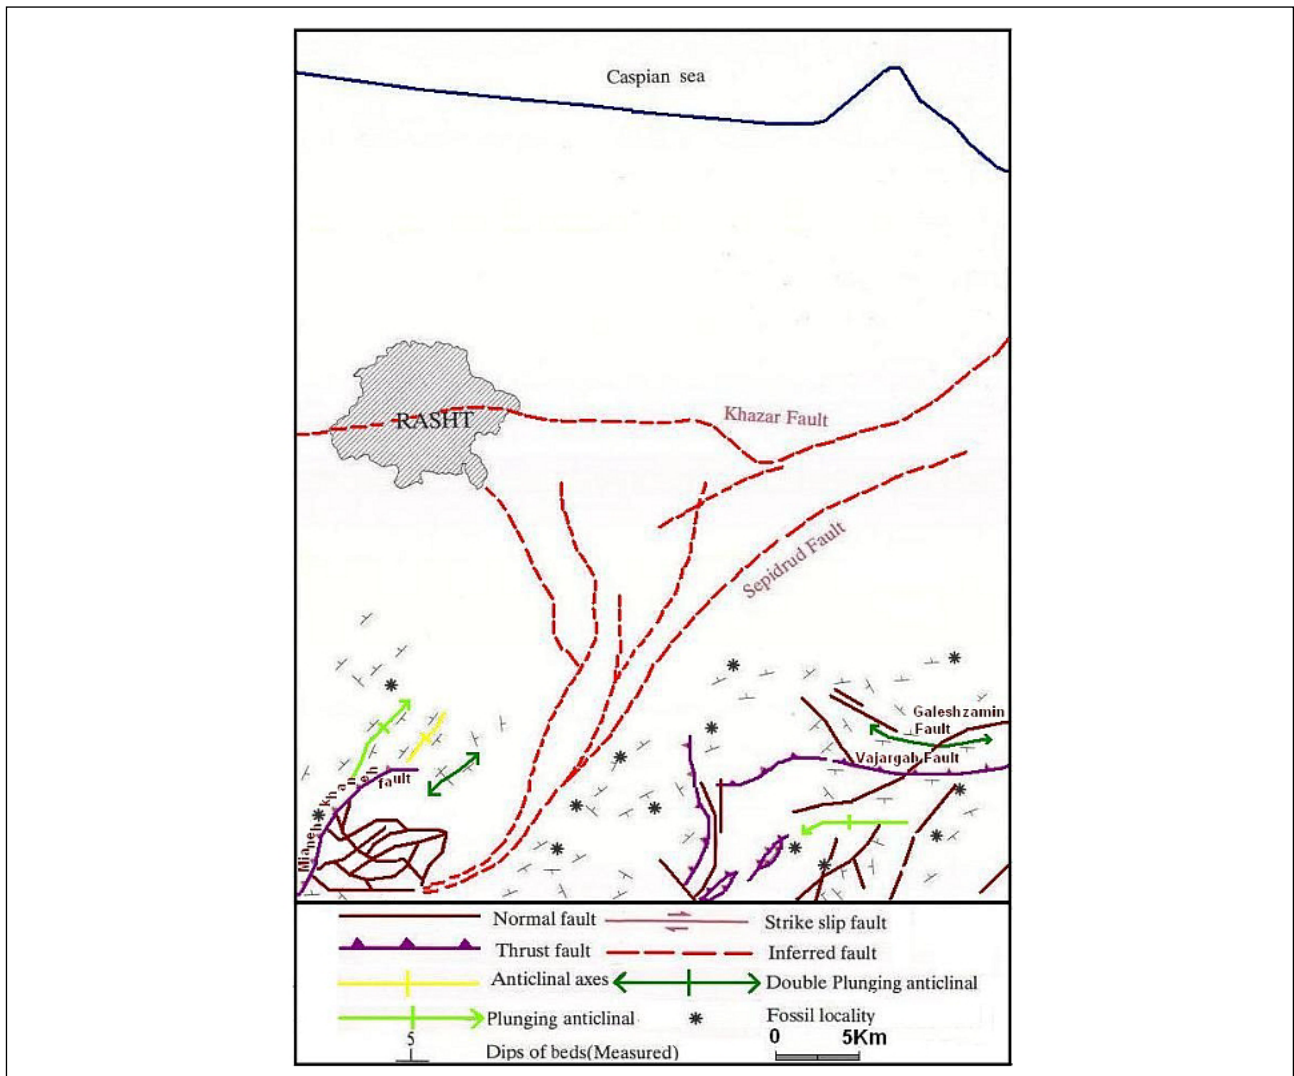 Caspian sea
RASHT
Khazar Fault
Sepidrud Fault
Galeshzamin
Fault
Vajargah Fault
Mianeh khaneh fault
Normal fault
Strike slip fault
Thrust fault
Inferred fault
Anticlinal axes
Double Plunging anticlinal
Plunging anticlinal
Fossil locality
5
Dips of beds(Measured)
0 5Km